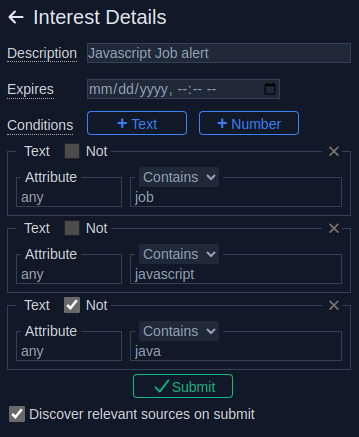 Interest Details
Description Javascript Job alert
Expires mm/dd/yyyy, --:-- --
Conditions + Text + Number
Text Not
Attribute Contains
any job
Text Not
Attribute Contains
any javascript
Text Not
Attribute Contains
any java
Submit
Discover relevant sources on submit